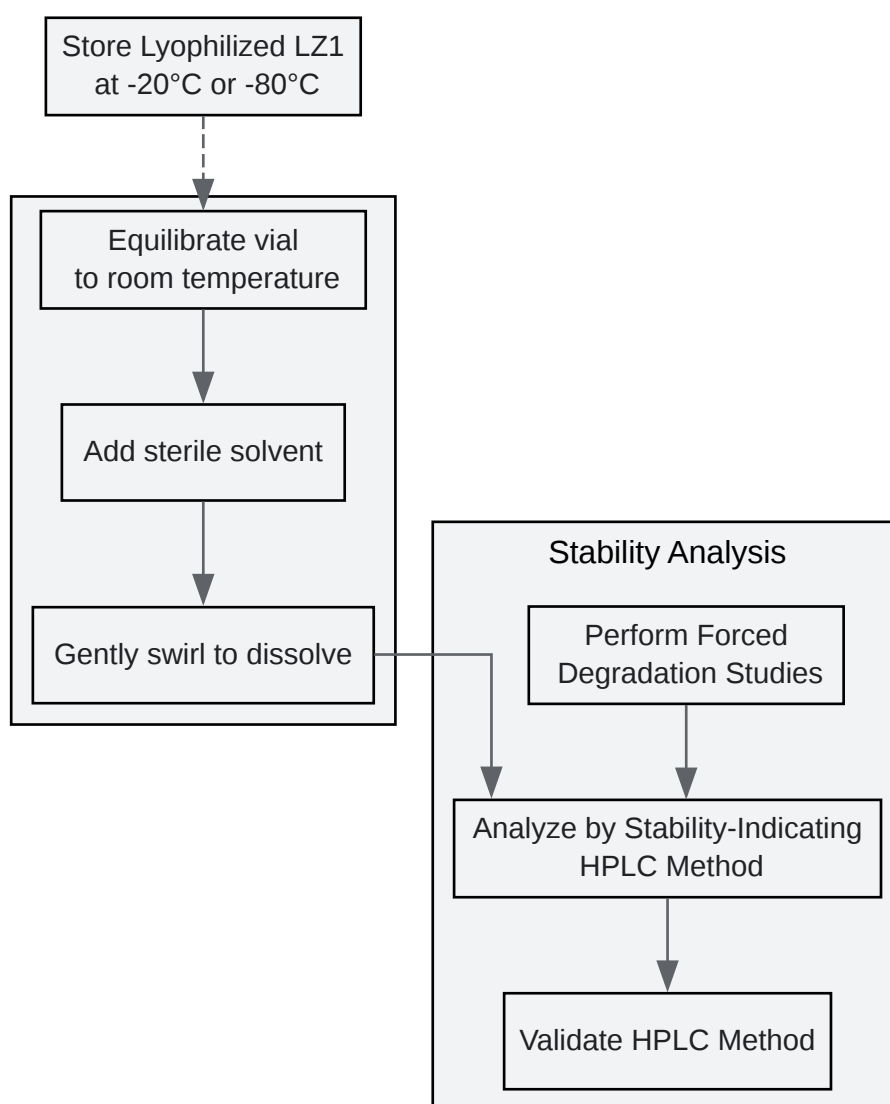 Store Lyophilized LZ1
at -20°C or -80°C
Equilibrate vial
to room temperature
Add sterile solvent
Gently swirl to dissolve
Stability Analysis
Perform Forced
Degradation Studies
Analyze by Stability-Indicating
HPLC Method
Validate HPLC Method